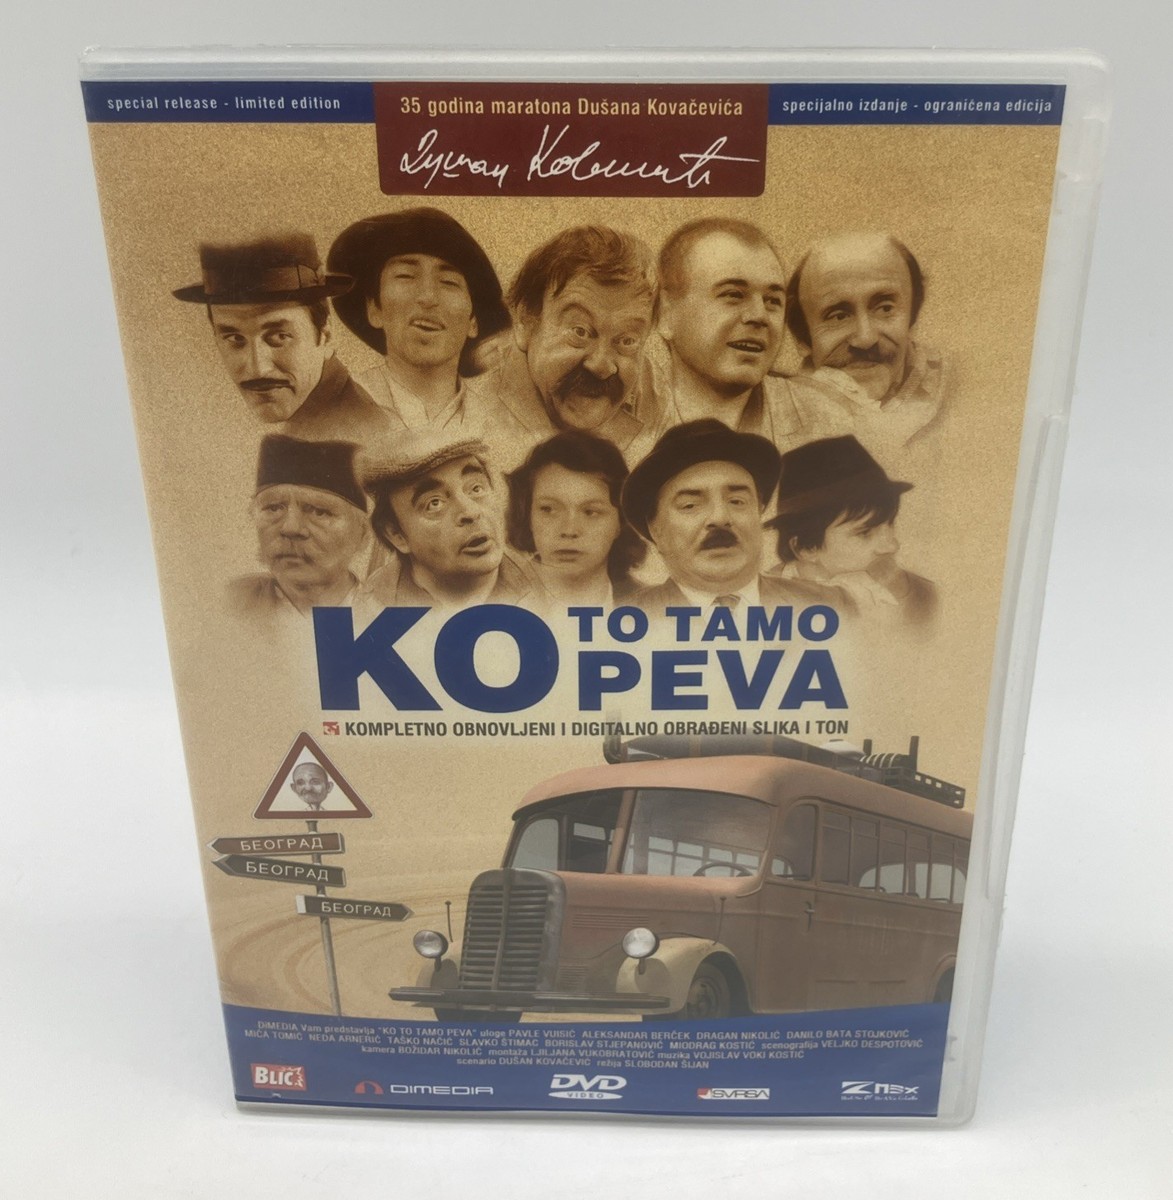 special release - limited edition
35 godina maratona Dušana Kovačevića
specijalno izdanje - ograničena edicija
KO TO TAMO
PEVA
KOMPLETNO OBNOVLJENI I DIGITALNO OBRAĐENI SLIKA I TON
БЕОГРАД
БЕОГРАД
БЕОГРАД
DIMEDIA Vam predstavlja "KO TO TAMO PEVA" uloge PAVLE VUISIĆ ALEKSANDAR BERČEK DRAGAN NIKOLIĆ DANILO BATA STOJKOVIĆ
MIĆA TOMIĆ NEDA ARNERIĆ TAŠKO NAČIĆ SLAVKO ŠTIMAC BORISLAV STJEPANOVIĆ MIODRAG KOSTIĆ scenografija VELJKO DESPOTOVIĆ
kamera BOŽIDAR NIKOLIĆ montaža LJILJANA VUKOBRATOVIĆ muzika VOJISLAV VOKI KOSTIĆ
scenario DUŠAN KOVAČEVIĆ režija SLOBODAN ŠIJAN
BLIC
DIMEDIA
DVD
VIDEO